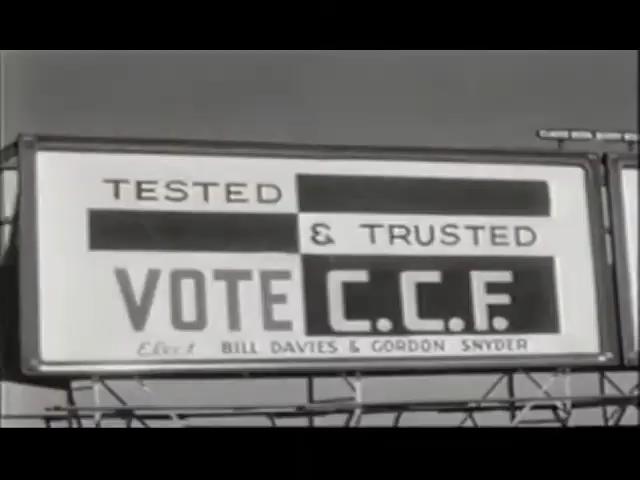 TESTED
& TRUSTED
VOTE C.C.F.
Elect BILL DAVIES & GORDON SNYDER